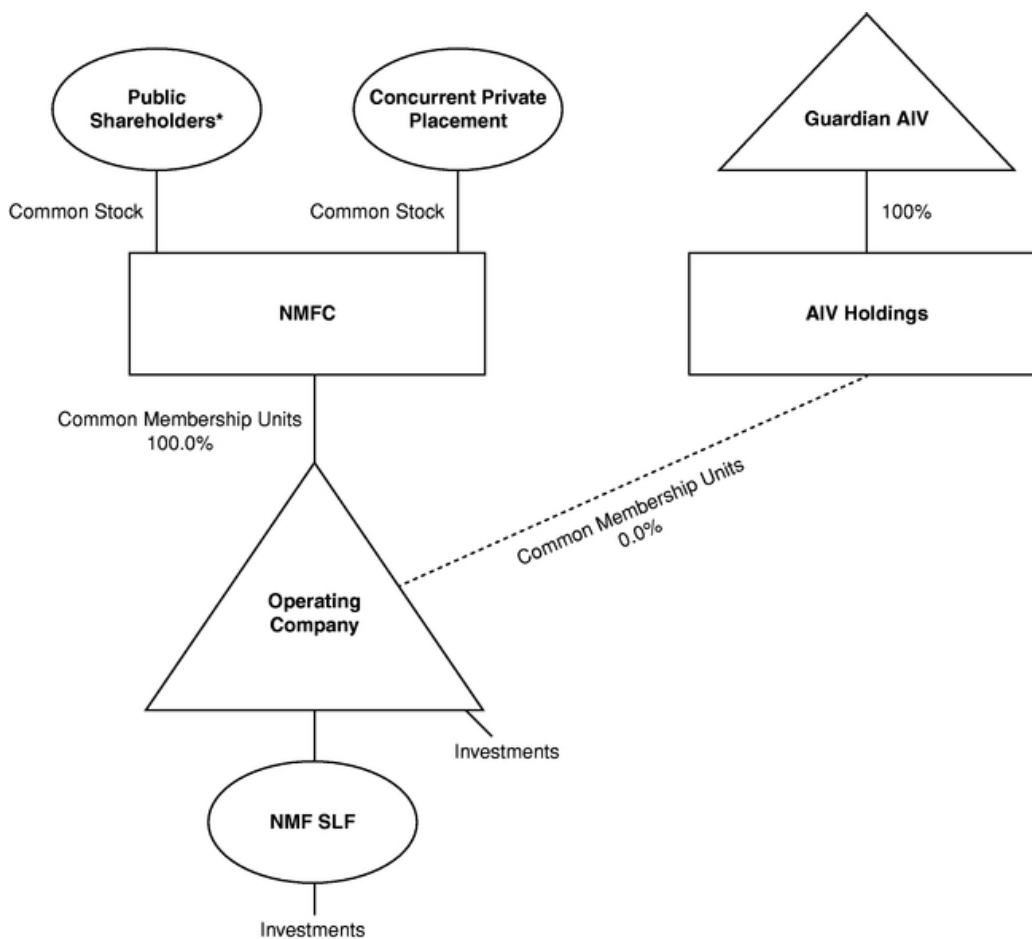 Public
Shareholders*
Concurrent Private
Placement
Guardian AIV
Common Stock
Common Stock
100%
NMFC
AIV Holdings
Common Membership Units
100.0%
Common Membership Units
0.0%
Operating
Company
Investments
NMF SLF
Investments